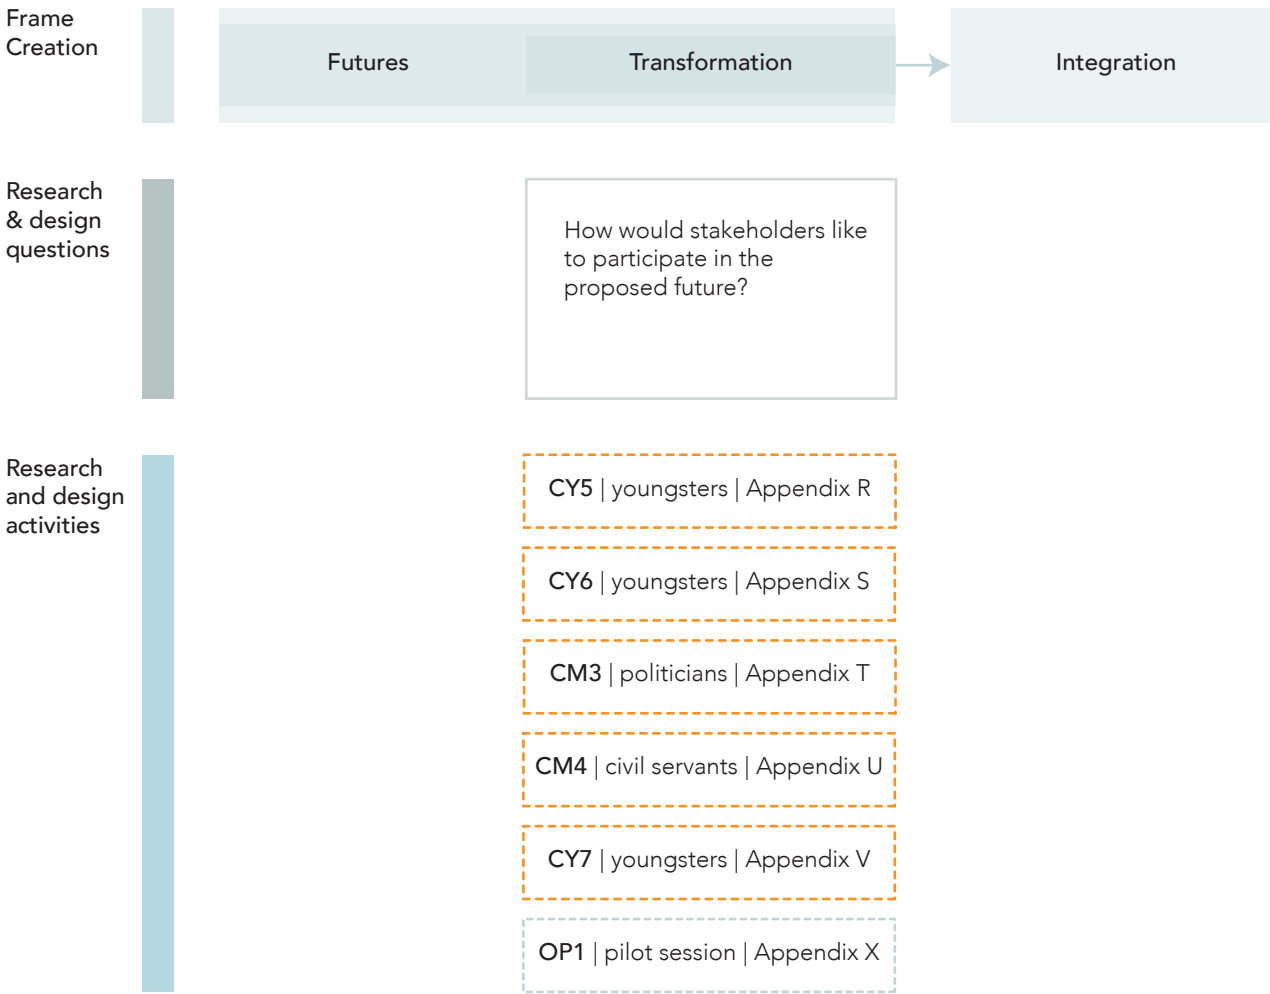 Frame
Creation
Futures
Transformation
Integration
Research
& design
questions
How would stakeholders like
to participate in the
proposed future?
Research
and design
activities
CY5 | youngsters | Appendix R
CY6 | youngsters | Appendix S
CM3 | politicians | Appendix T
CM4 | civil servants | Appendix U
CY7 | youngsters | Appendix V
OP1 | pilot session | Appendix X